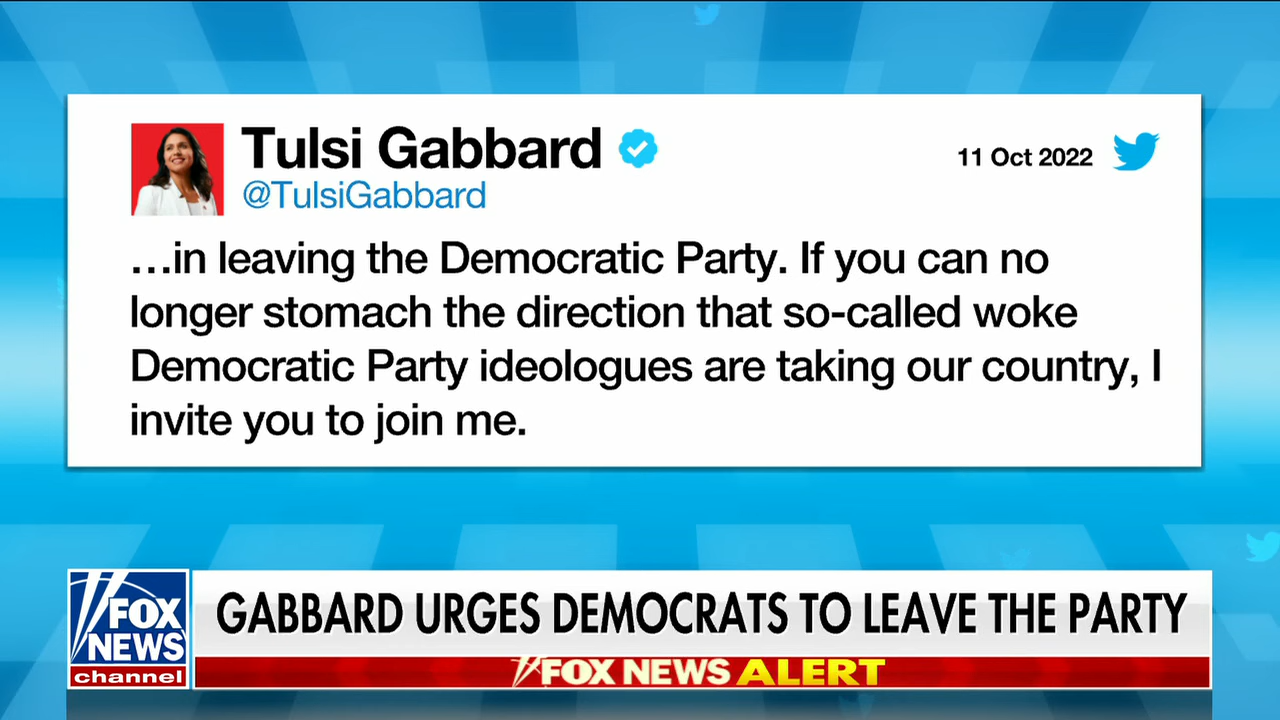 Tulsi Gabbard
@TulsiGabbard
11 Oct 2022
...in leaving the Democratic Party. If you can no
longer stomach the direction that so-called woke
Democratic Party ideologues are taking our country, I
invite you to join me.
FOX
NEWS
channel
GABBARD URGES DEMOCRATS TO LEAVE THE PARTY
FOX NEWS ALERT